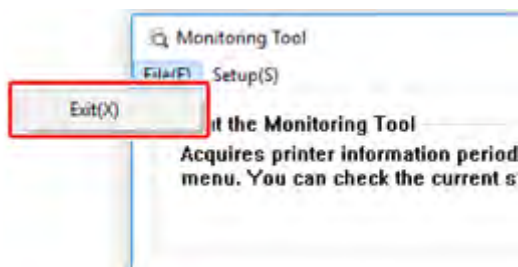 Monitoring Tool
File(F) Setup(S)
Exit(X)
t the Monitoring Tool
Acquires printer information period
menu. You can check the current s